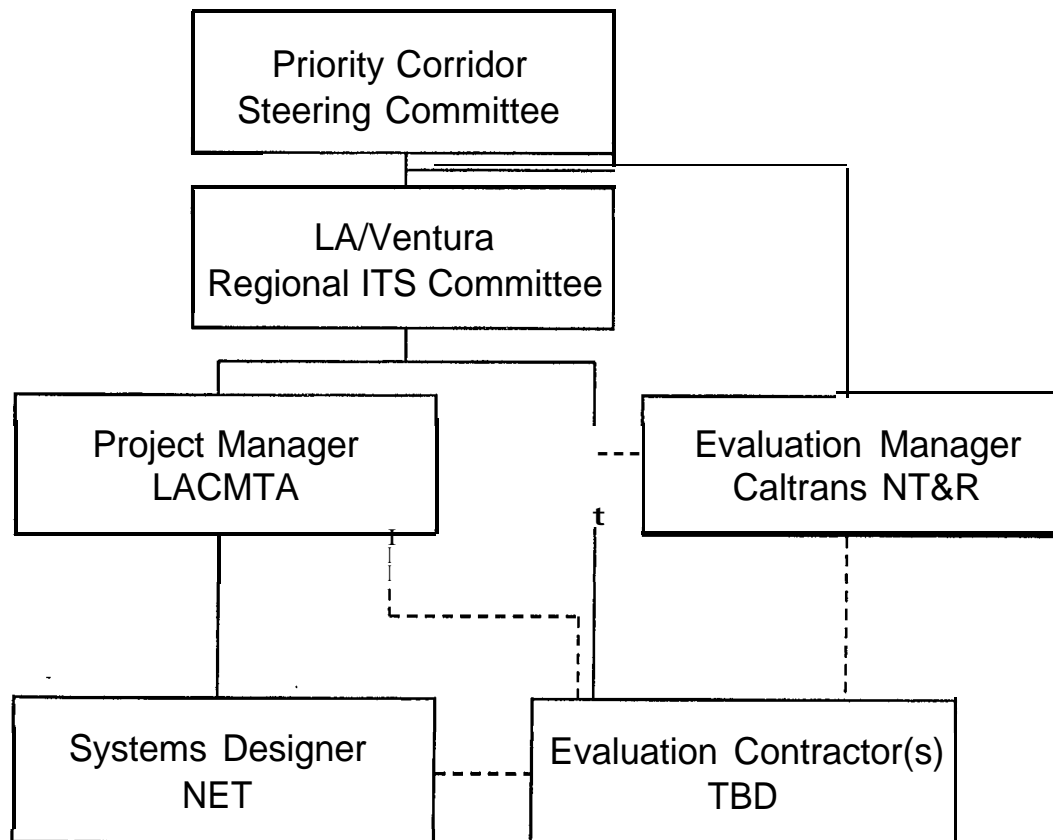 Priority Corridor
Steering Committee
LA/Ventura
Regional ITS Committee
Project Manager
LACMTA
Evaluation Manager
Caltrans NT&R
t
Systems Designer
NET
Evaluation Contractor(s)
TBD